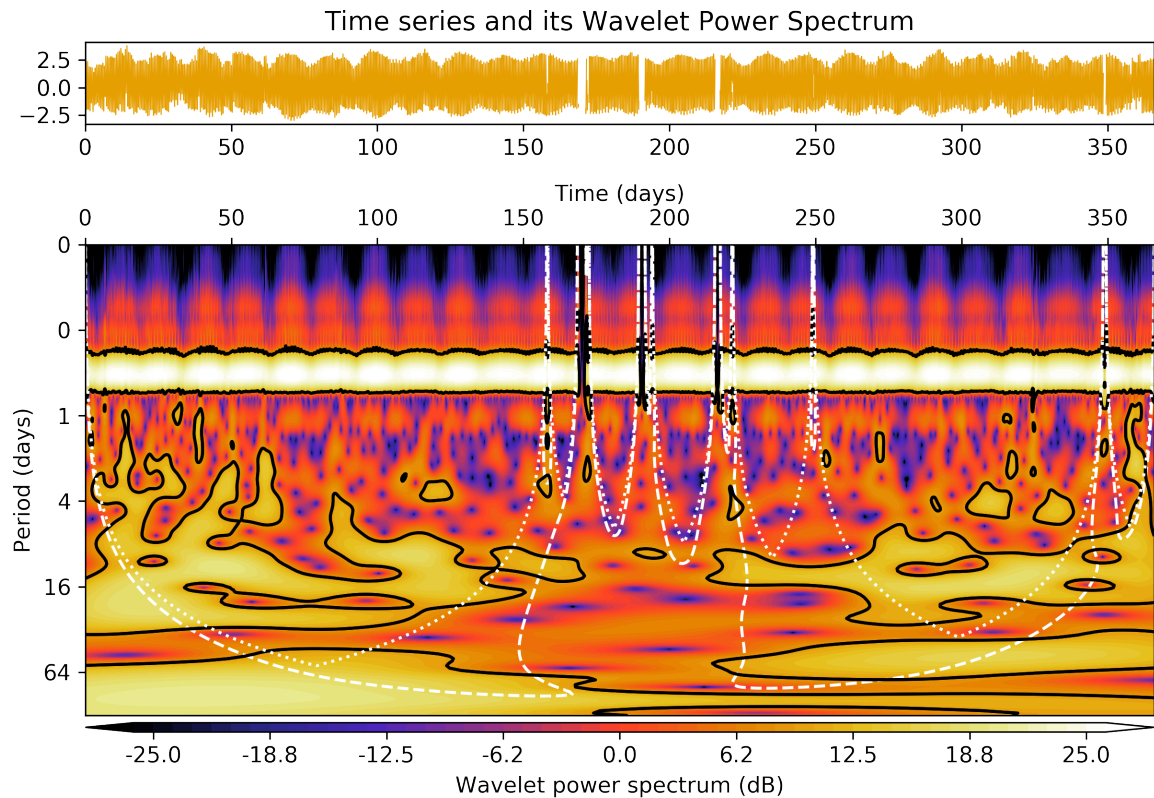 Time series and its Wavelet Power Spectrum
2.5
0.0
−2.5
0 50 100 150 200 250 300 350
Time (days)
0 50 100 150 200 250 300 350
0
0
1
4
16
64
Period (days)
-25.0 -18.8 -12.5 -6.2 0.0 6.2 12.5 18.8 25.0
Wavelet power spectrum (dB)